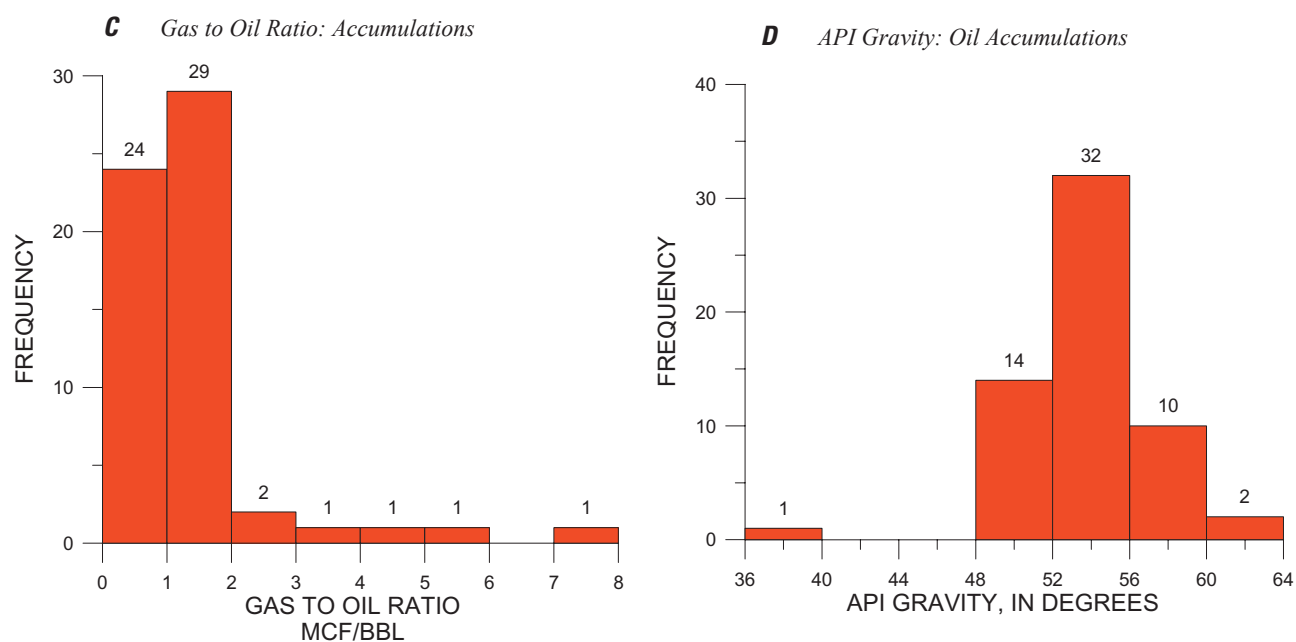 C Gas to Oil Ratio: Accumulations
30
20
10
0
FREQUENCY
24
29
2
1
1
1
1
0 1 2 3 4 5 6 7 8
GAS TO OIL RATIO
MCF/BBL
D API Gravity: Oil Accumulations
40
30
20
10
0
FREQUENCY
1
14
32
10
2
36 40 44 48 52 56 60 64
API GRAVITY, IN DEGREES